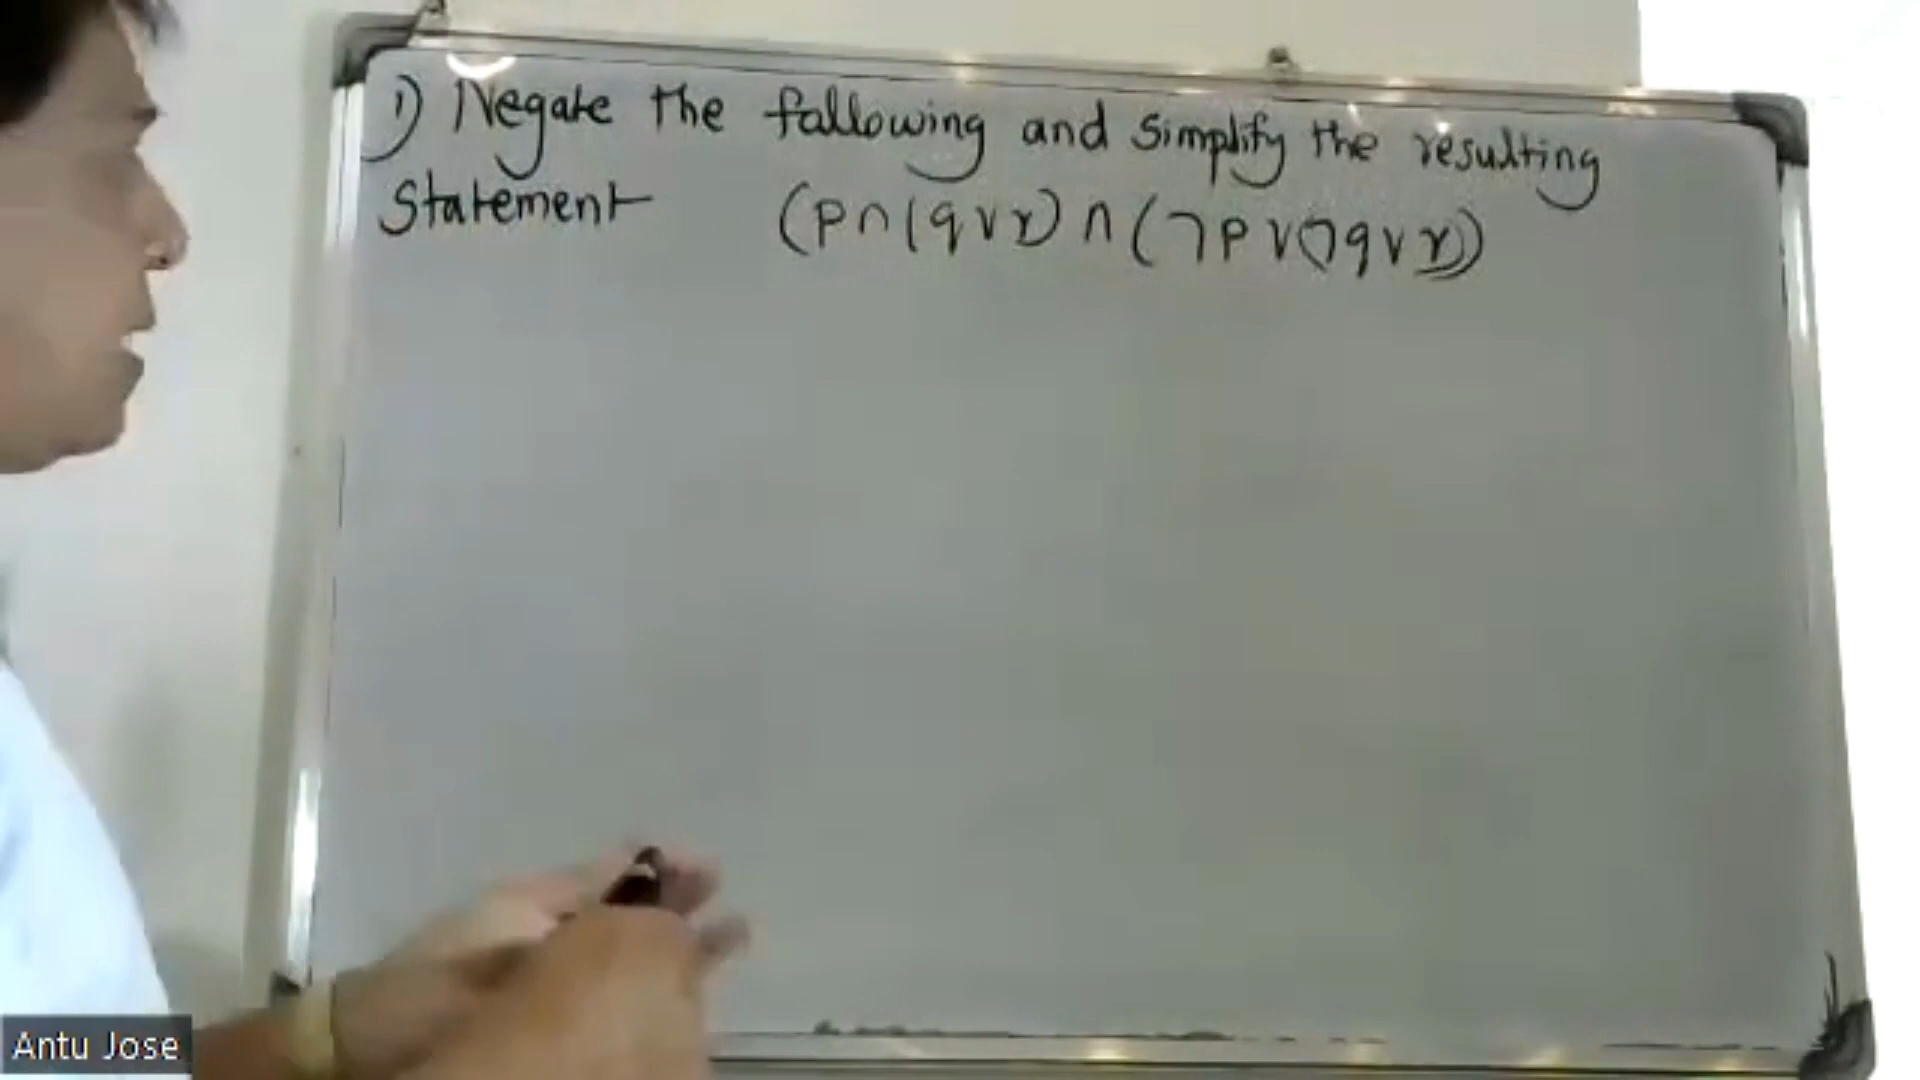 1) Negate the fallowing and simplify the resulting
Statement (p∩(q∨r)∩(¬p∨¬q∨r))
Antu Jose